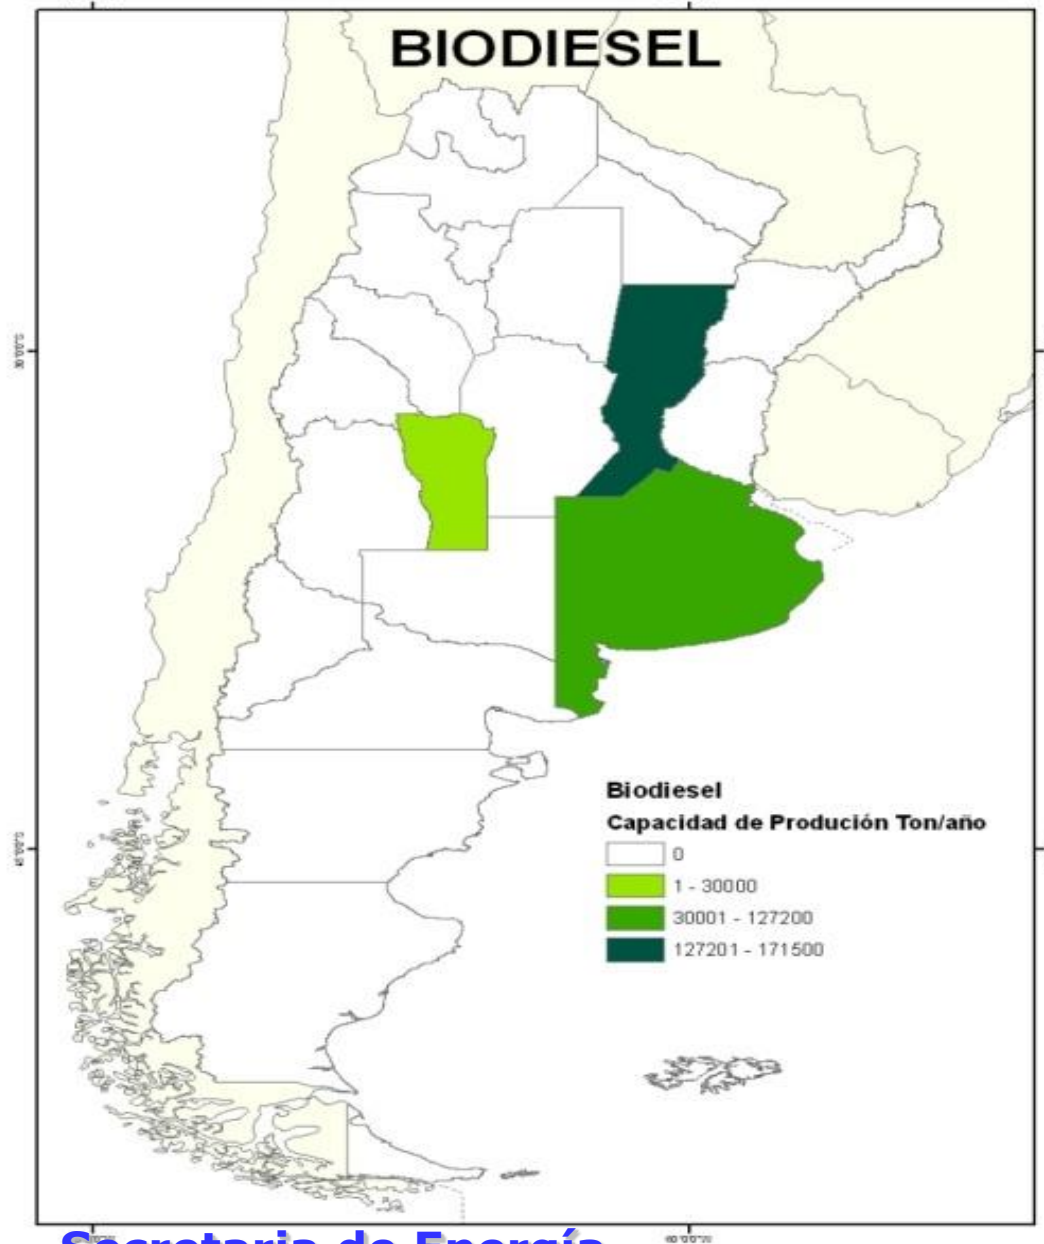 BIODIESEL
Biodiesel
Capacidad de Produción Ton/año
0
1 - 30000
30001 - 127200
127201 - 171500
Secretaria de Energía